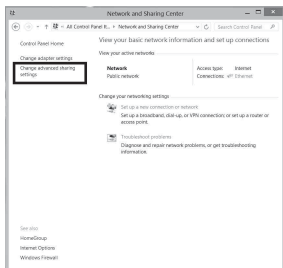 Network and Sharing Center
« All Control Panel It... › Network and Sharing Center
Search Control Panel
Control Panel Home
Change adapter settings
Change advanced sharing
settings
View your basic network information and set up connections
View your active networks
Network
Public network
Access type: Internet
Connections: Ethernet
Change your networking settings
Set up a new connection or network
Set up a broadband, dial-up, or VPN connection; or set up a router or
access point.
Troubleshoot problems
Diagnose and repair network problems, or get troubleshooting
information.
See also
HomeGroup
Internet Options
Windows Firewall